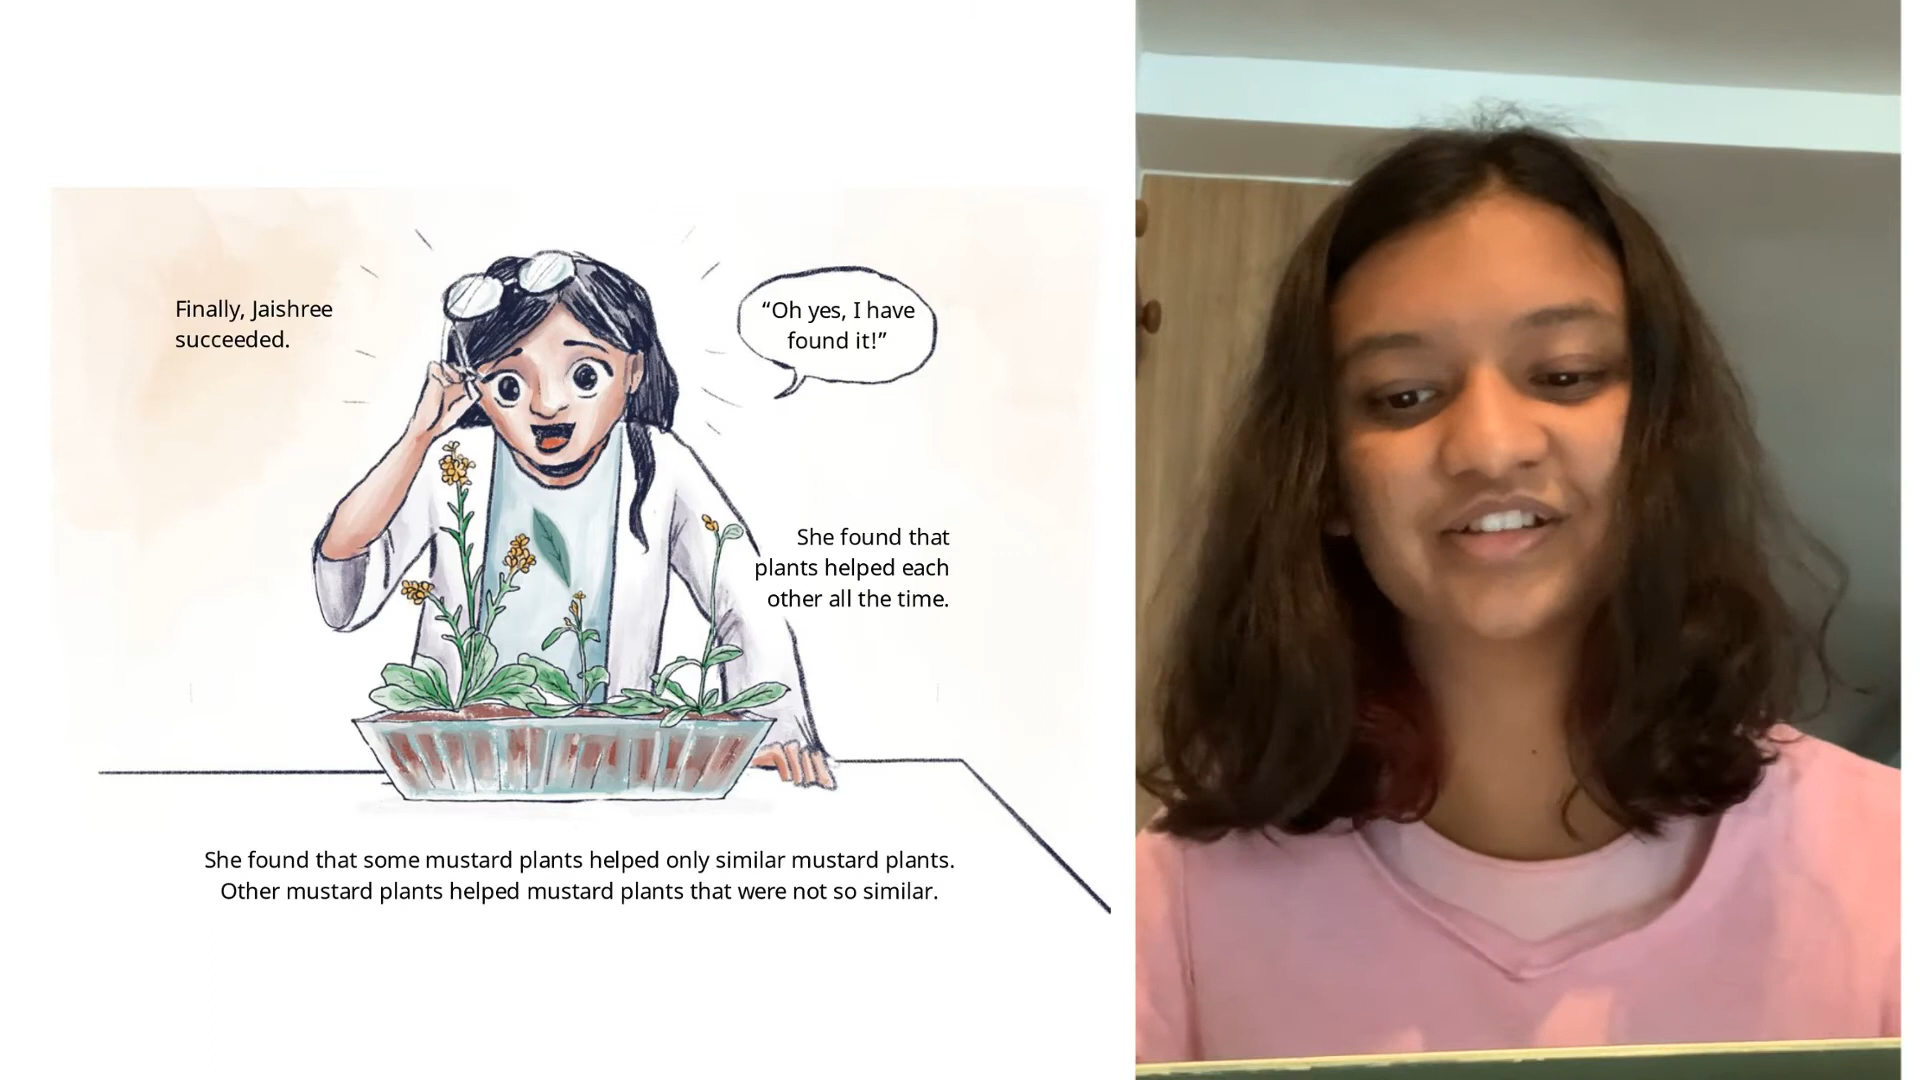 Finally, Jaishree
succeeded.
“Oh yes, I have
found it!”
She found that
plants helped each
other all the time.
She found that some mustard plants helped only similar mustard plants.
Other mustard plants helped mustard plants that were not so similar.